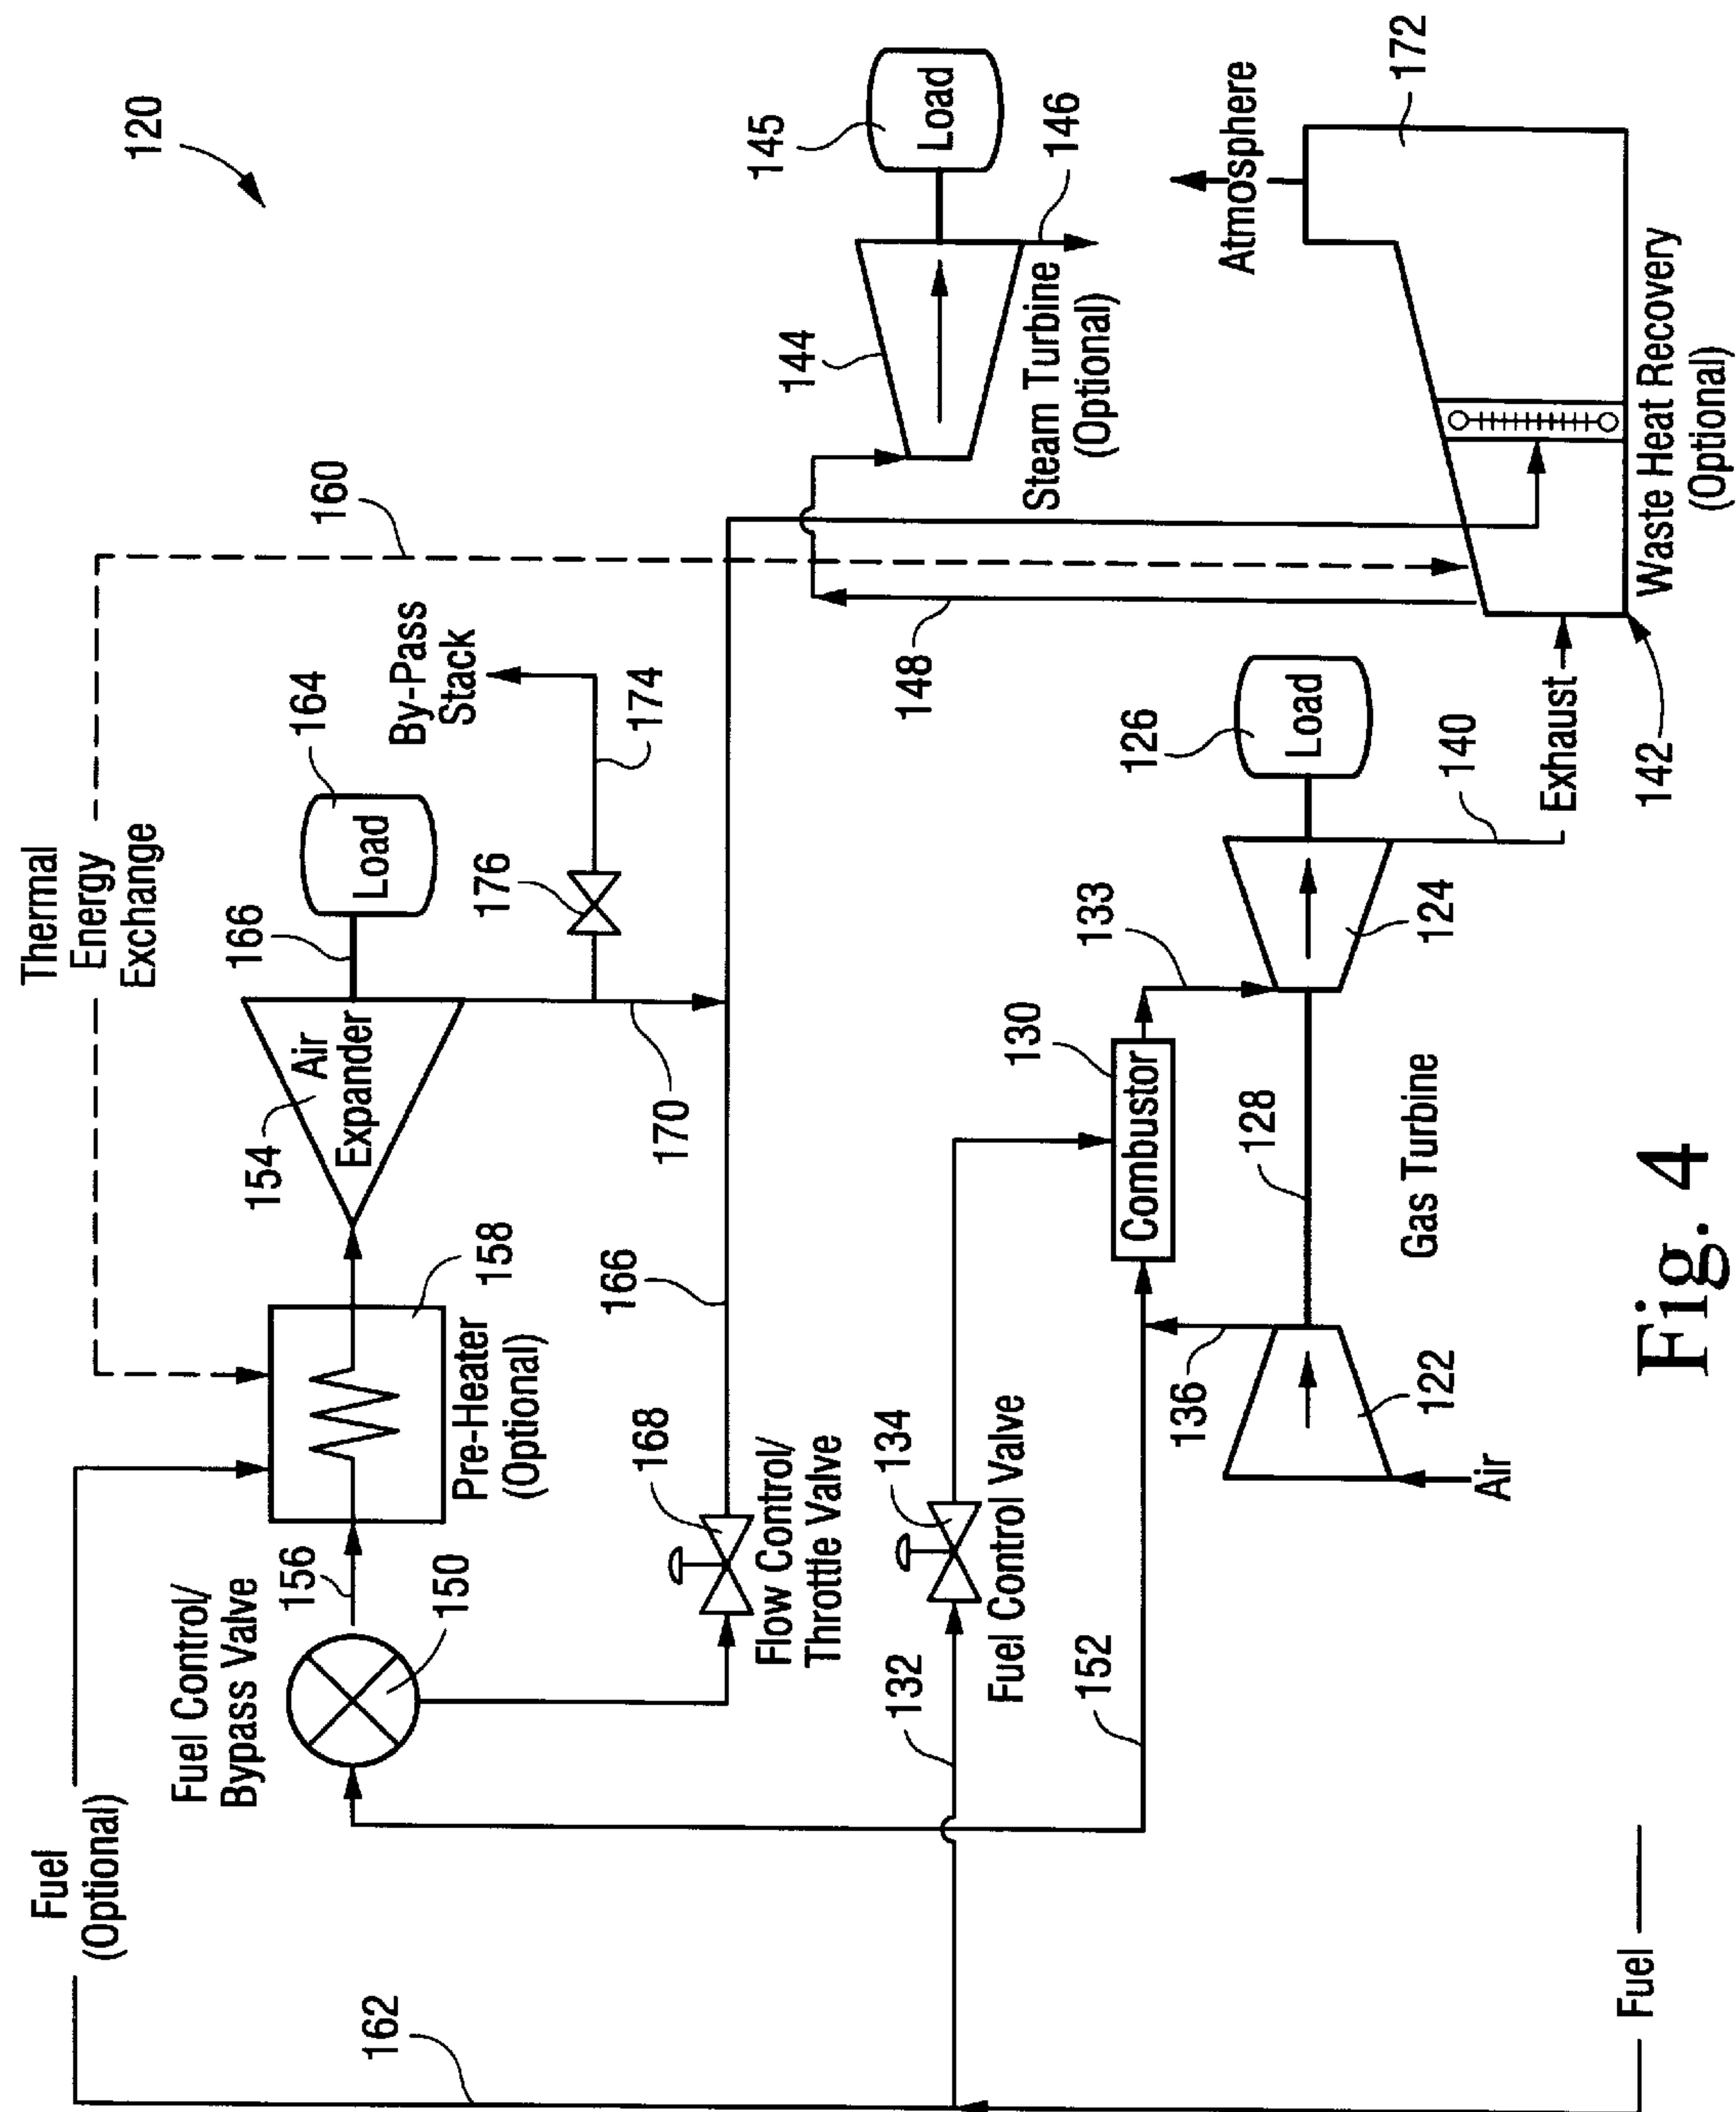 120
Thermal
Energy
Exchange
160
Fuel
(Optional)
162
Fuel Control/
Bypass Valve
156
150
158
Pre-Heater
(Optional)
154
Air
Expander
166
Load
164
By-Pass
Stack
174
176
170
166
168
Flow Control/
Throttle Valve
145
Load
144
146
Steam Turbine
(Optional)
148
132
134
Fuel Control Valve
152
130
Combustor
133
136
128
122
Air
Gas Turbine
124
126
Load
140
Exhaust
142
Atmosphere
172
Waste Heat Recovery
(Optional)
Fuel
Fig. 4